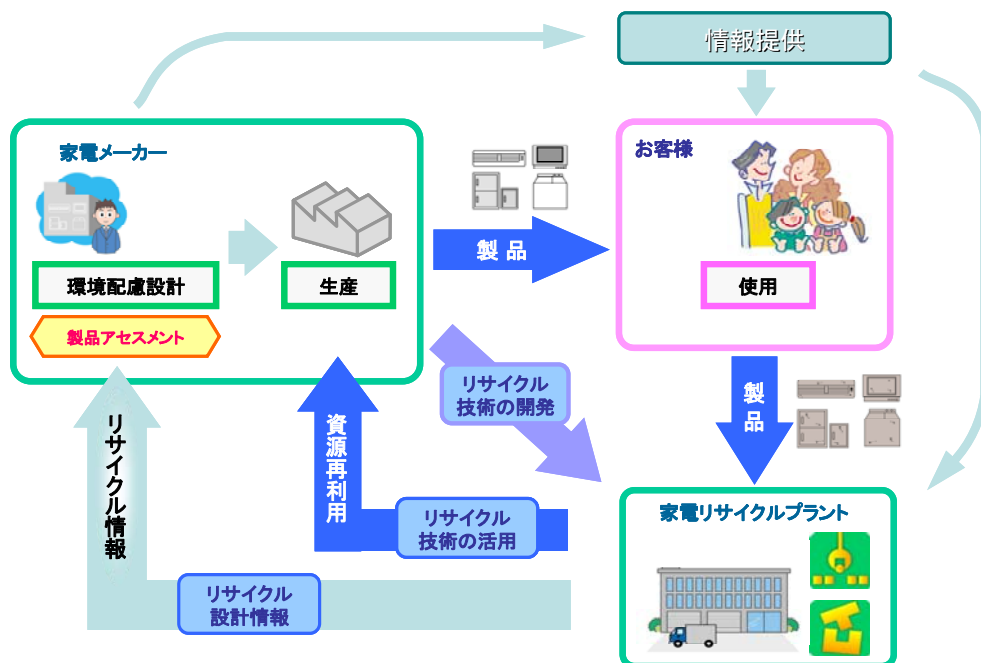 情報提供
家電メーカー
お客様
環境配慮設計
生産
製品
使用
製品アセスメント
リサイクル
技術の開発
製品
リサイクル情報
資源再利用
リサイクル
技術の活用
家電リサイクルプラント
リサイクル
設計情報